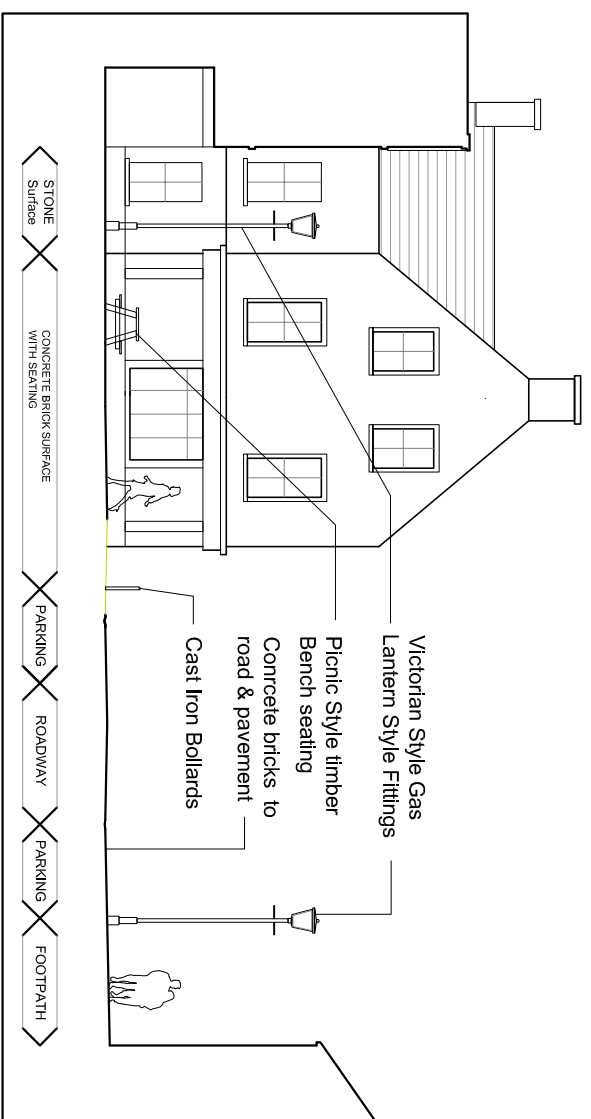 Victorian Style Gas
Lantern Style Fittings
Picnic Style timber
Bench seating
Conrcete bricks to
road & pavement
Cast Iron Bollards
STONE
Surface
CONCRETE BRICK SURFACE
WITH SEATING
PARKING
ROADWAY
PARKING
FOOTPATH